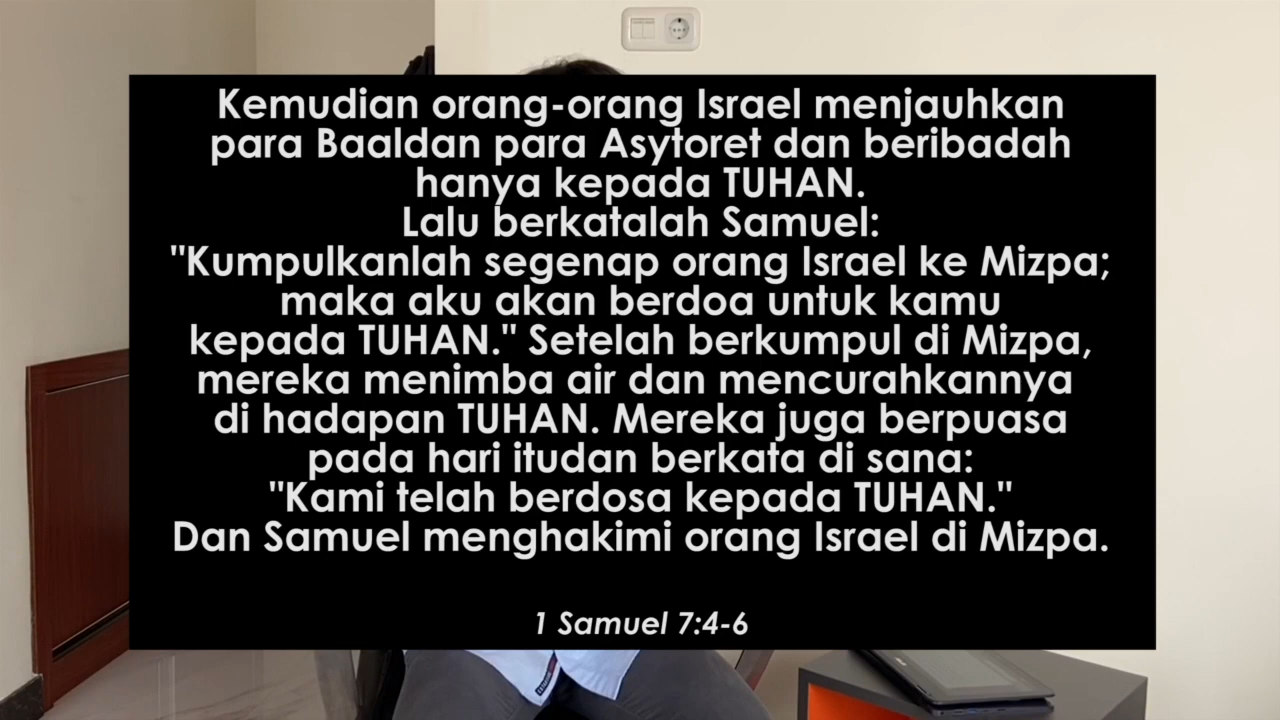 Kemudian orang-orang Israel menjauhkan
para Baaldan para Asytoret dan beribadah
hanya kepada TUHAN.
Lalu berkatalah Samuel:
"Kumpulkanlah segenap orang Israel ke Mizpa;
maka aku akan berdoa untuk kamu
kepada TUHAN." Setelah berkumpul di Mizpa,
mereka menimba air dan mencurahkannya
di hadapan TUHAN. Mereka juga berpuasa
pada hari itudan berkata di sana:
"Kami telah berdosa kepada TUHAN."
Dan Samuel menghakimi orang Israel di Mizpa.
1 Samuel 7:4-6